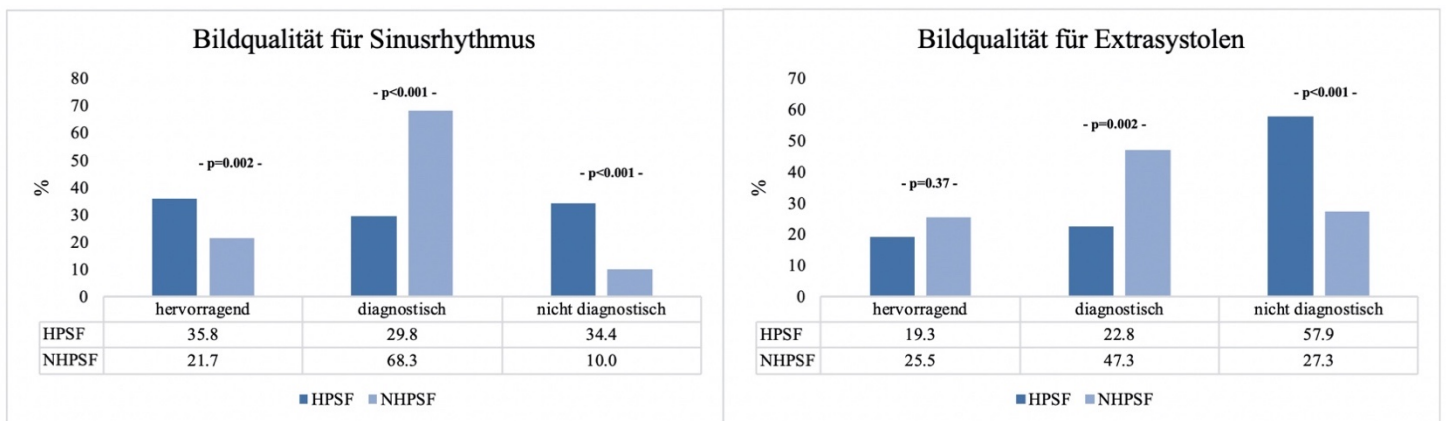 Bildqualität für Sinusrhythmus
80
70
60
50
40
30
20
10
0
%
- p=0.002 -
- p<0.001 -
- p<0.001 -
hervorragend diagnostisch nicht diagnostisch
HPSF 35.8 29.8 34.4
NHPSF 21.7 68.3 10.0
HPSF NHPSF
Bildqualität für Extrasystolen
70
60
50
40
30
20
10
0
%
- p=0.37 -
- p=0.002 -
- p<0.001 -
hervorragend diagnostisch nicht diagnostisch
HPSF 19.3 22.8 57.9
NHPSF 25.5 47.3 27.3
HPSF NHPSF